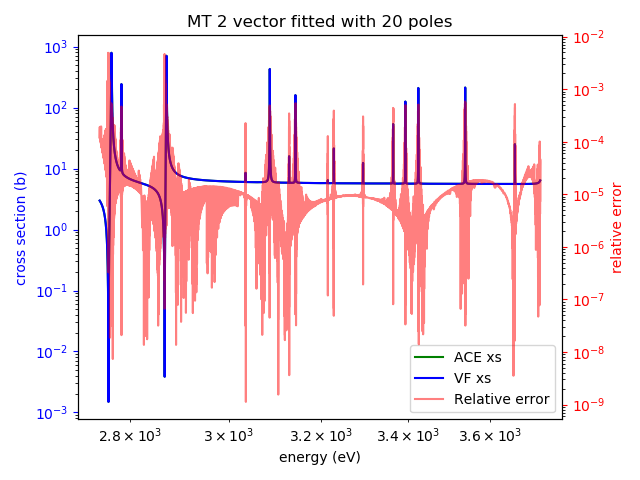 MT 2 vector fitted with 20 poles
10³
10²
10¹
10⁰
10⁻¹
10⁻²
10⁻³
cross section (b)
10⁻²
10⁻³
10⁻⁴
10⁻⁵
10⁻⁶
10⁻⁷
10⁻⁸
10⁻⁹
relative error
ACE xs
VF xs
Relative error
2.8 × 10³ 3 × 10³ 3.2 × 10³ 3.4 × 10³ 3.6 × 10³
energy (eV)